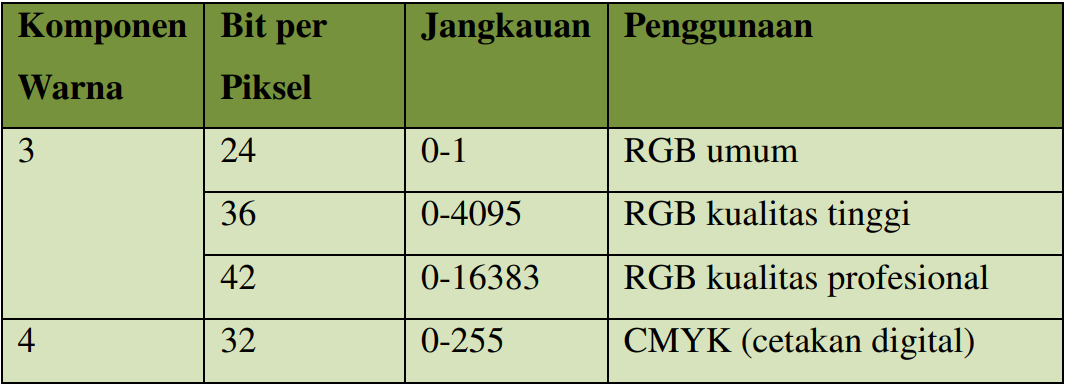 Komponen Warna | Bit per Piksel | Jangkauan | Penggunaan
3 | 24 | 0-1 | RGB umum
36 | 0-4095 | RGB kualitas tinggi
42 | 0-16383 | RGB kualitas profesional
4 | 32 | 0-255 | CMYK (cetakan digital)